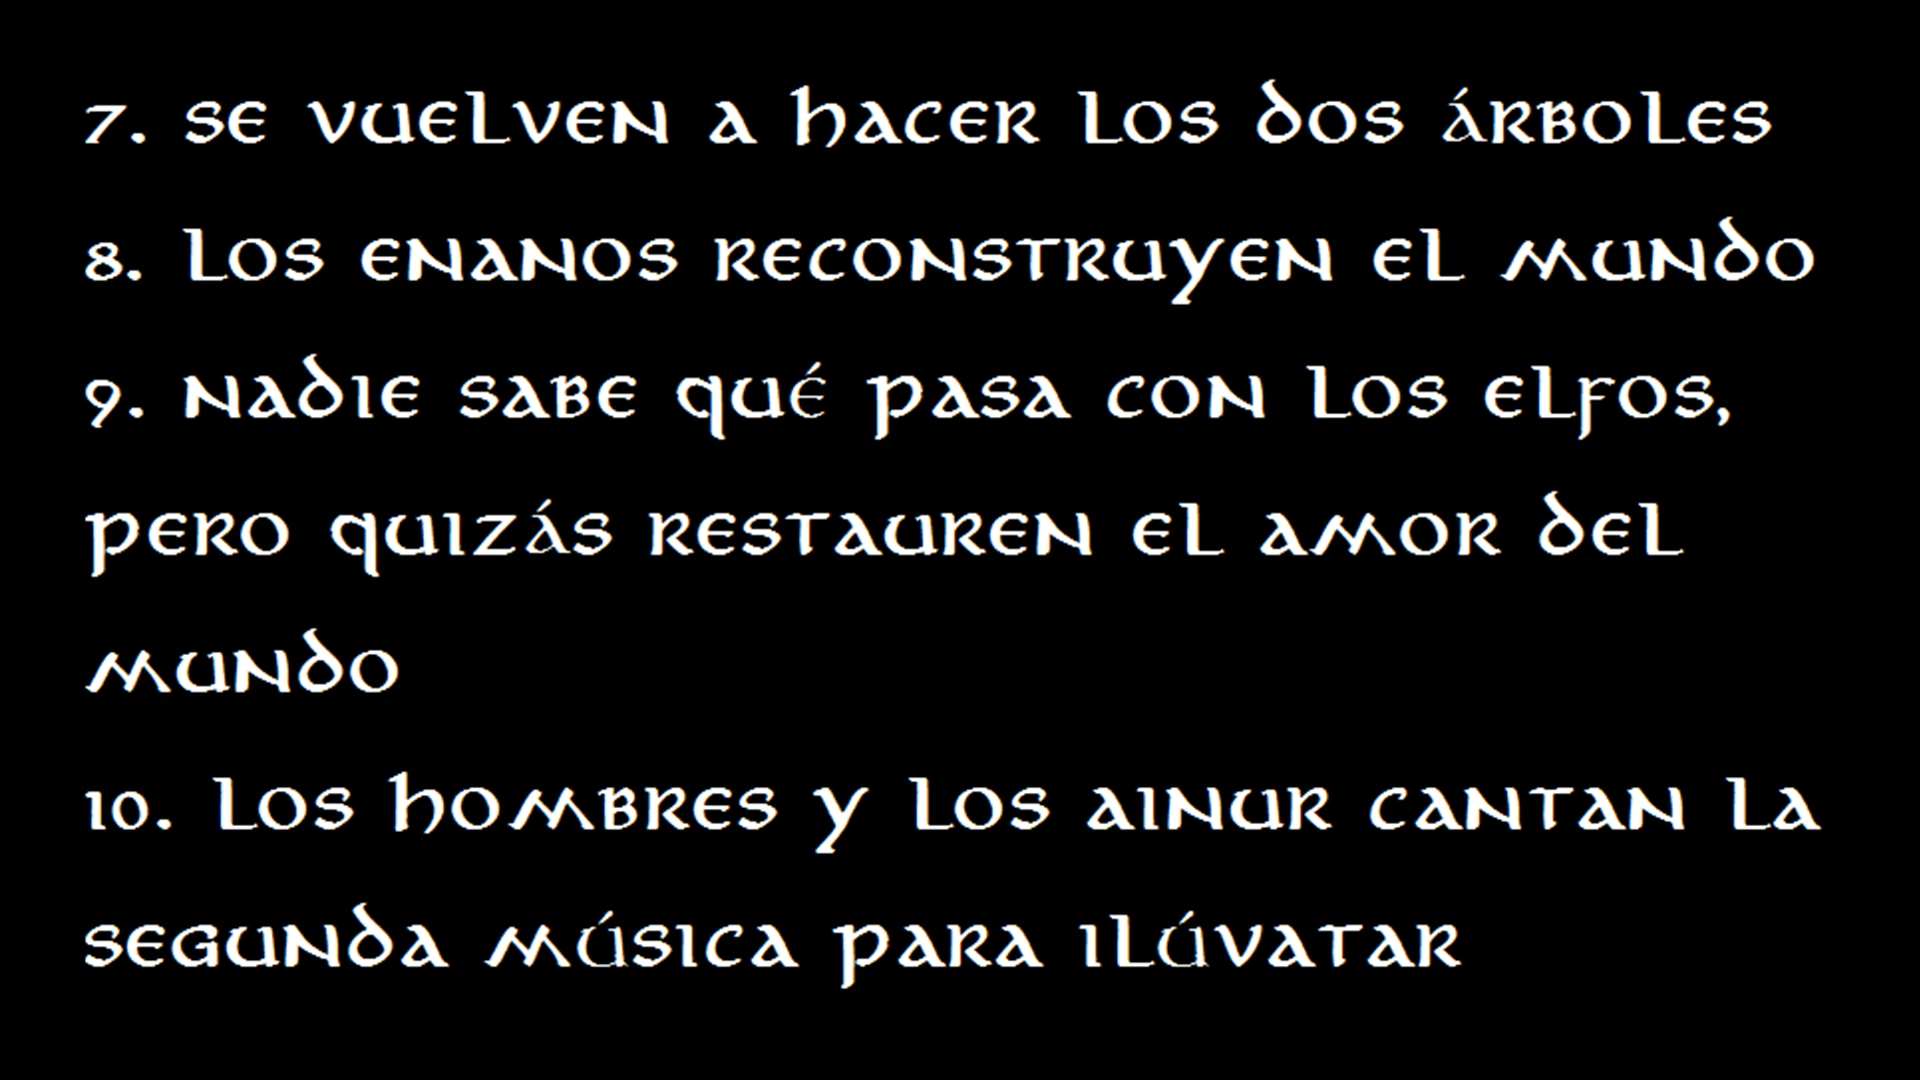 7. se vuelven a hacer los dos árboles
8. los enanos reconstruyen el mundo
9. nadie sabe qué pasa con los elfos,
pero quizás restauren el amor del
mundo
10. los hombres y los ainur cantan la
segunda música para ilúvatar